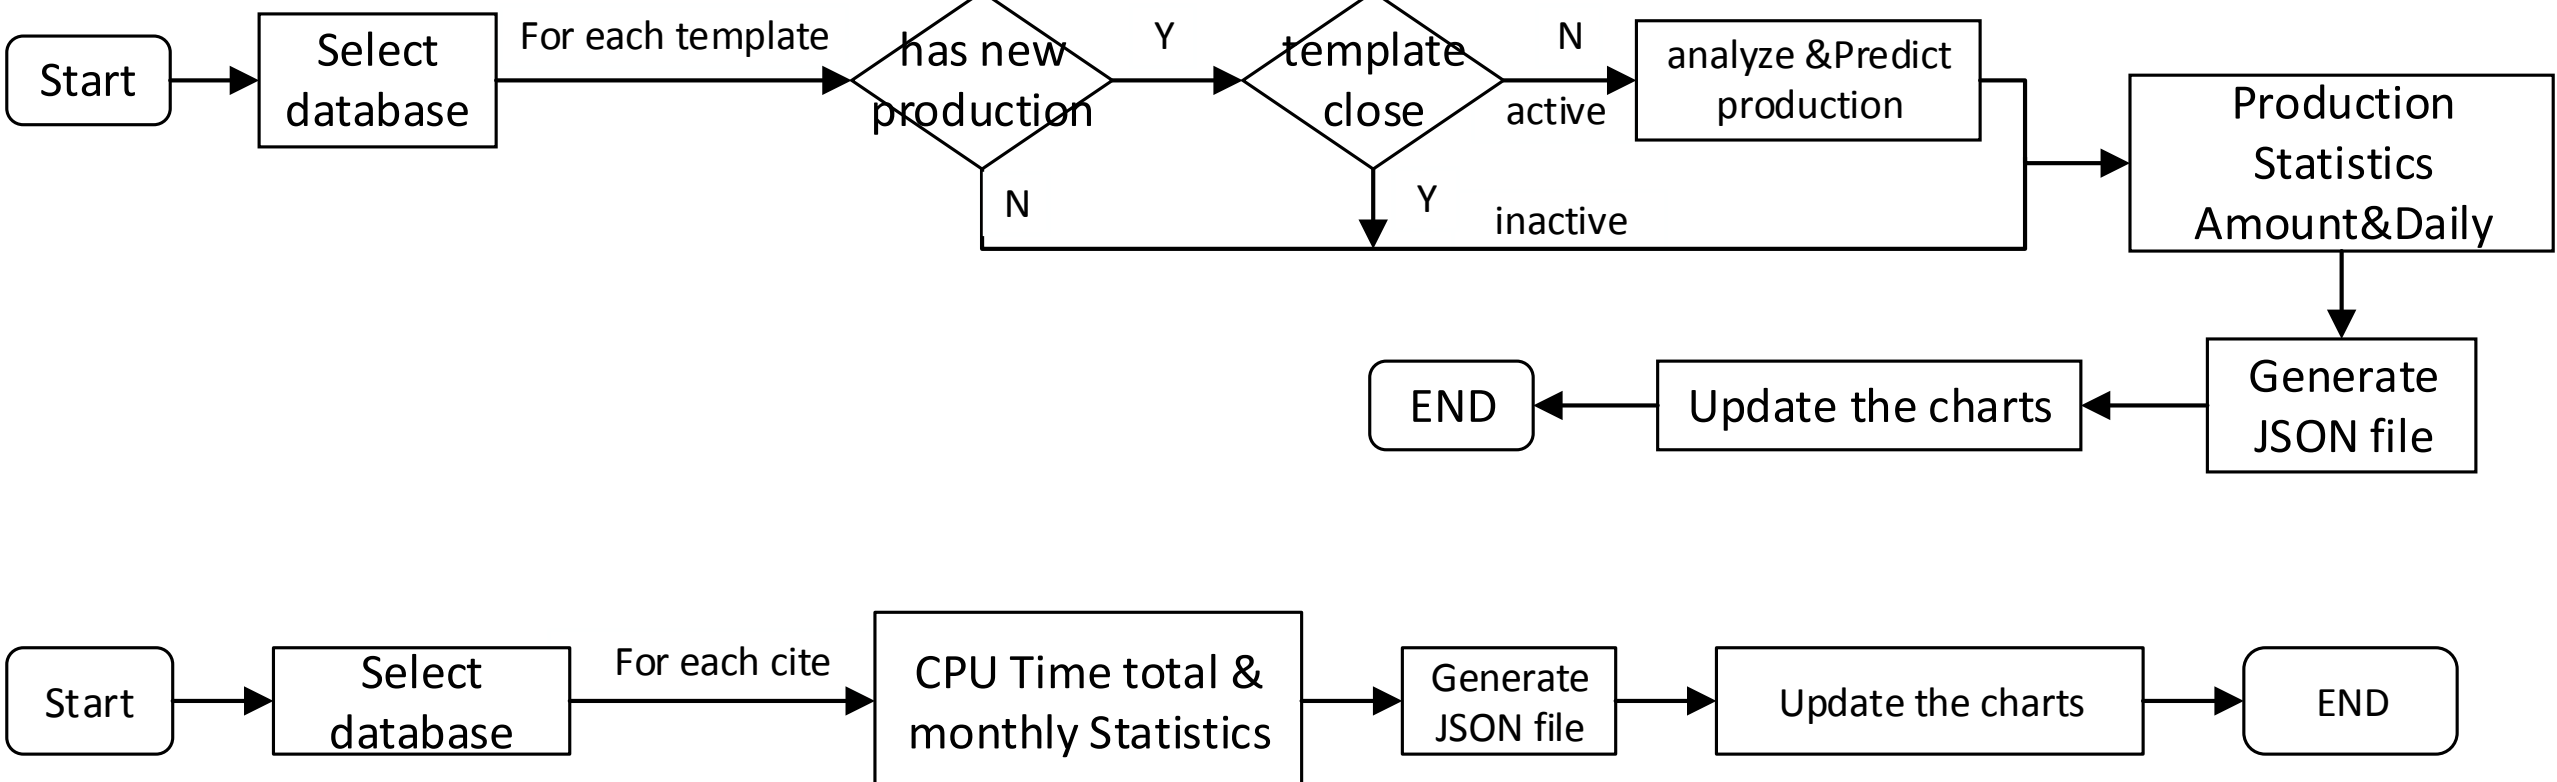 Start
Select
database
For each template
has new
production
Y
N
template
close
N
active
Y
inactive
analyze &Predict
production
Production
Statistics
Amount&Daily
Generate
JSON file
Update the charts
END
Start
Select
database
For each cite
CPU Time total &
monthly Statistics
Generate
JSON file
Update the charts
END